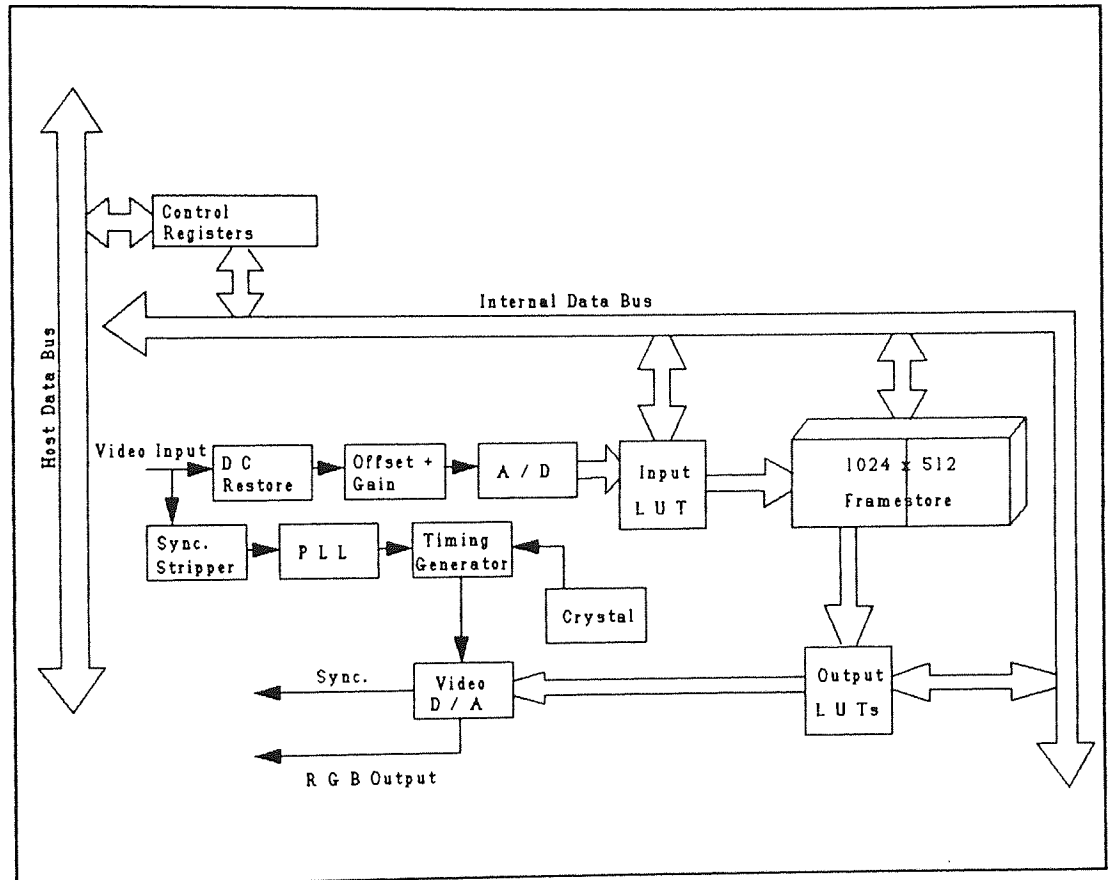 Control
Registers
Internal Data Bus
Host Data Bus
Video Input
D C
Restore
Offset +
Gain
A / D
Input
L U T
1024 x 512
Framestore
Sync.
Stripper
P L L
Timing
Generator
Crystal
Sync.
Video
D / A
Output
L U Ts
R G B Output